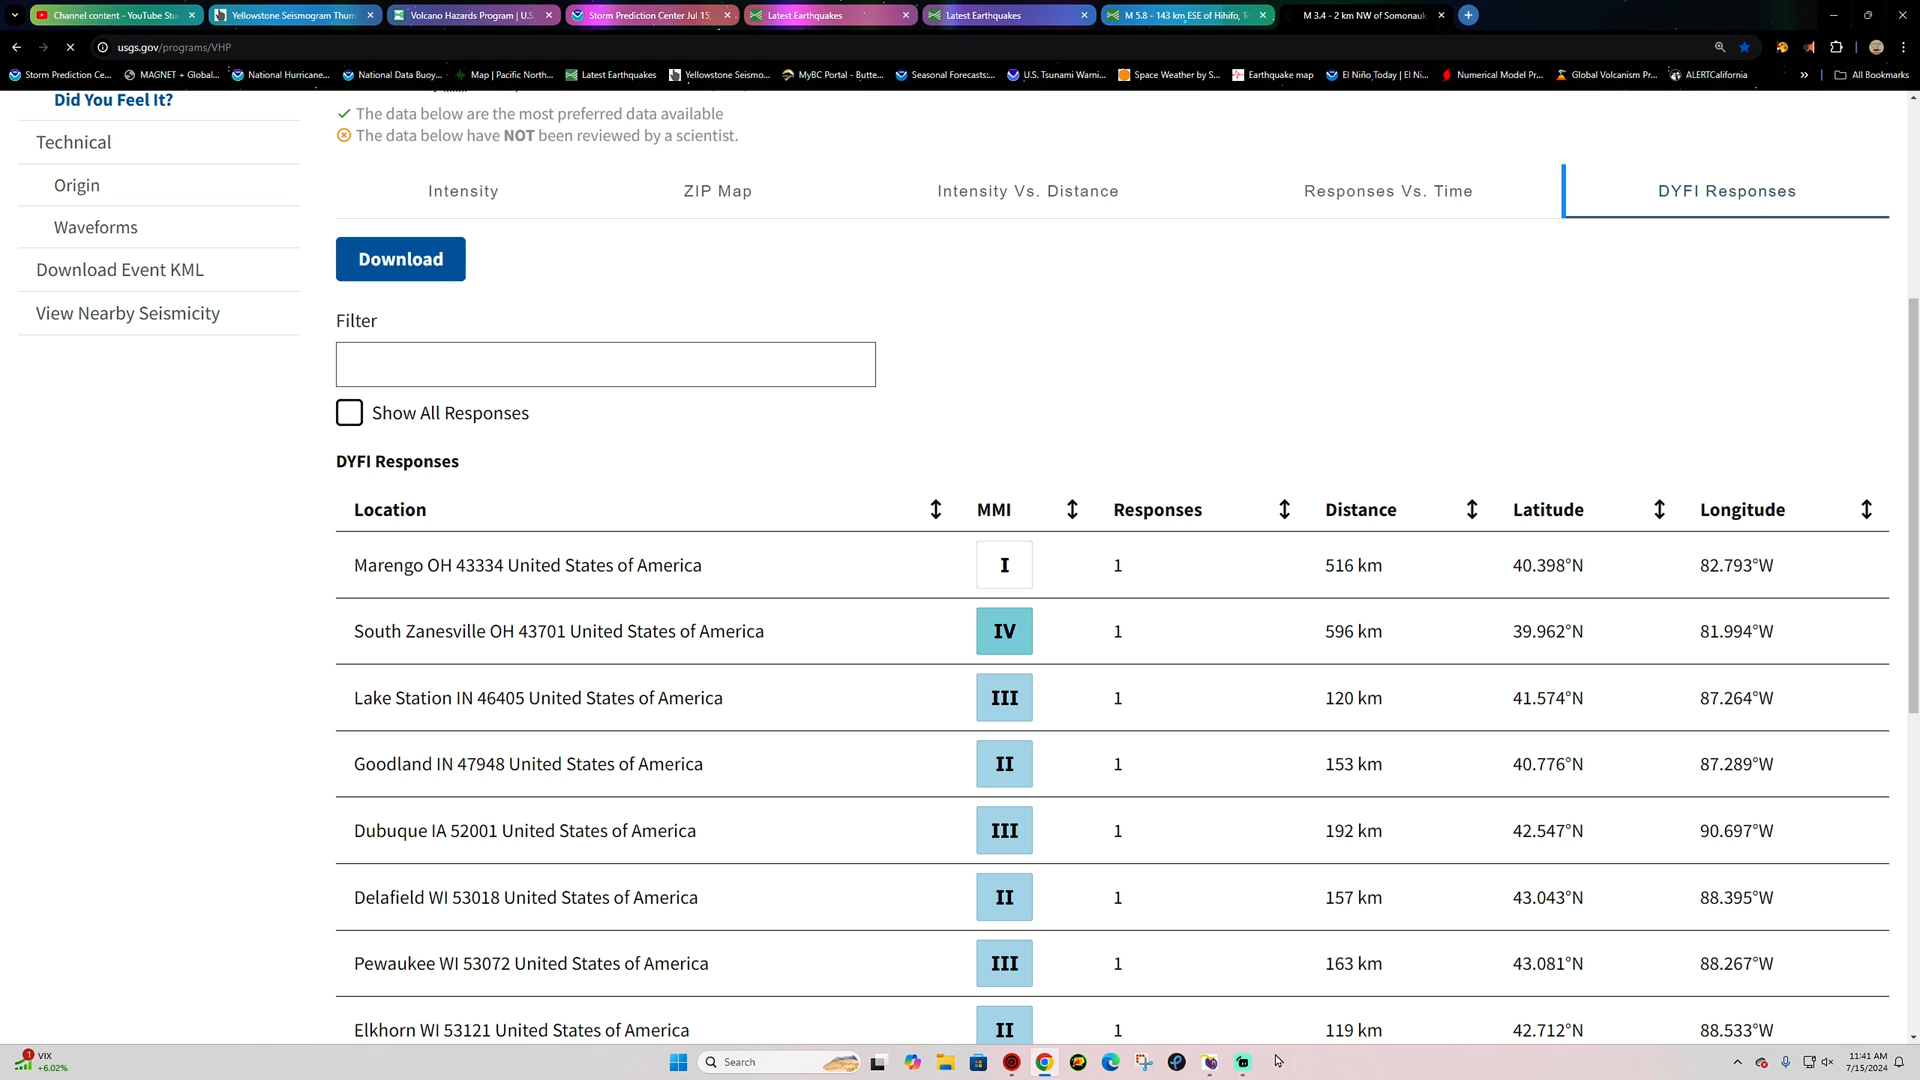 Channel content - YouTube Stu
Yellowstone Seismogram Thum
Volcano Hazards Program | U.S.
Storm Prediction Center Jul 15,
Latest Earthquakes
Latest Earthquakes
M 5.8 - 143 km ESE of Hihifo, T
M 3.4 - 2 km NW of Somonauk
usgs.gov/programs/VHP
Storm Prediction Ce...
MAGNET + Global...
National Hurricane...
National Data Buoy...
Map | Pacific North...
Latest Earthquakes
Yellowstone Seismo...
MyBC Portal - Butte...
Seasonal Forecasts:...
U.S. Tsunami Warni...
Space Weather by S...
Earthquake map
El Niño Today | El Ni...
Numerical Model Pr...
Global Volcanism Pr...
ALERTCalifornia
All Bookmarks
Did You Feel It?
Technical
Origin
Waveforms
Download Event KML
View Nearby Seismicity
The data below are the most preferred data available
The data below have NOT been reviewed by a scientist.
Intensity
ZIP Map
Intensity Vs. Distance
Responses Vs. Time
DYFI Responses
Download
Filter
Show All Responses
DYFI Responses
Location MMI Responses Distance Latitude Longitude
Marengo OH 43334 United States of America I 1 516 km 40.398°N 82.793°W
South Zanesville OH 43701 United States of America IV 1 596 km 39.962°N 81.994°W
Lake Station IN 46405 United States of America III 1 120 km 41.574°N 87.264°W
Goodland IN 47948 United States of America II 1 153 km 40.776°N 87.289°W
Dubuque IA 52001 United States of America III 1 192 km 42.547°N 90.697°W
Delafield WI 53018 United States of America II 1 157 km 43.043°N 88.395°W
Pewaukee WI 53072 United States of America III 1 163 km 43.081°N 88.267°W
Elkhorn WI 53121 United States of America II 1 119 km 42.712°N 88.533°W
1
VIX
+6.02%
Search
11:41 AM
7/15/2024